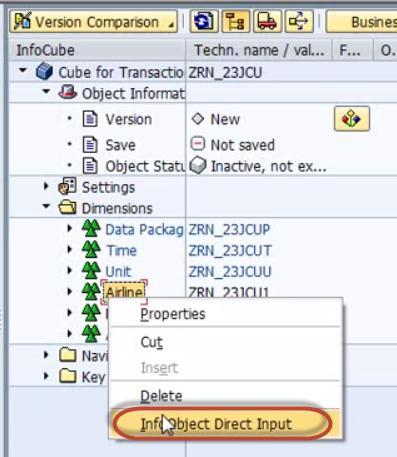 Version Comparison
Busines
InfoCube
Techn. name / val... F... O.
Cube for Transactio ZRN_23JCU
Object Informat
Version New
Save Not saved
Object Statu Inactive, not ex...
Settings
Dimensions
Data Packag ZRN_23JCUP
Time ZRN_23JCUT
Unit ZRN_23JCUU
Airline ZRN_23JCU1
Properties
Cut
Insert
Navi
Key
Delete
InfoObject Direct Input